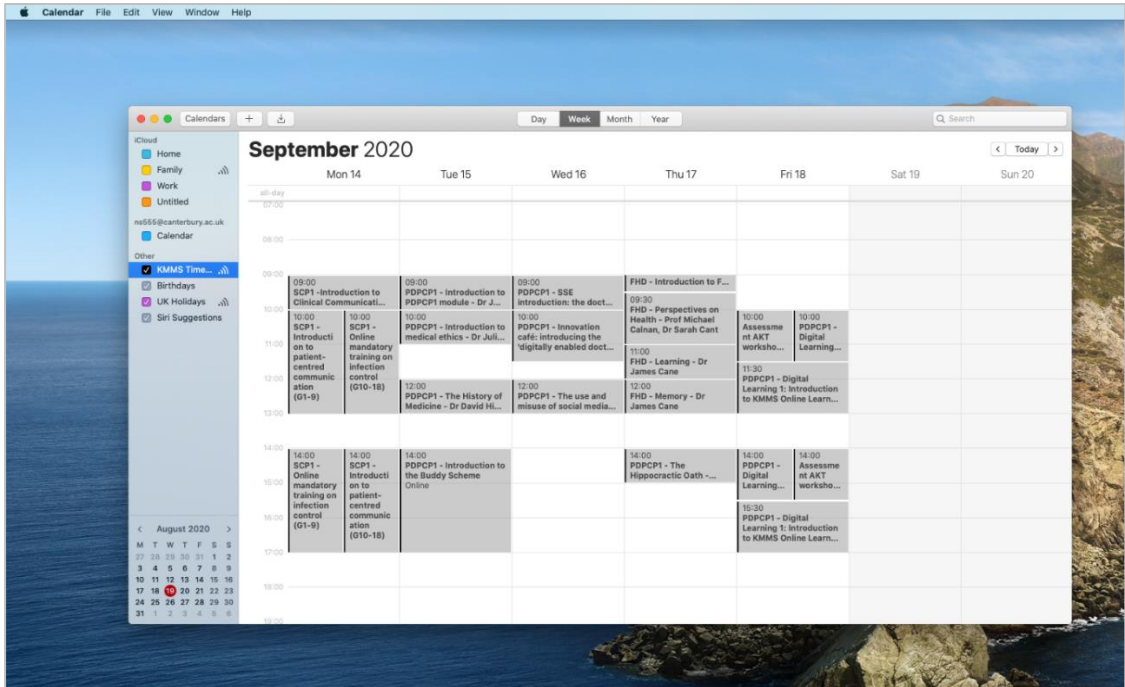 Calendar File Edit View Window Help
Calendars + Day Week Month Year Search
iCloud
Home
Family
Work
Untitled
ns555@canterbury.ac.uk
Calendar
Other
KMMS Time...
Birthdays
UK Holidays
Siri Suggestions
< August 2020 >
M T W T F S S
27 28 29 30 31 1 2
3 4 5 6 7 8 9
10 11 12 13 14 15 16
17 18 19 20 21 22 23
24 25 26 27 28 29 30
31 1 2 3 4 5 6
September 2020
< Today >
Mon 14 Tue 15 Wed 16 Thu 17 Fri 18 Sat 19 Sun 20
all-day
07:00
08:00
09:00
10:00
11:00
12:00
13:00
14:00
15:00
16:00
17:00
18:00
19:00
09:00
SCP1 -Introduction to
Clinical Communicati...
10:00
SCP1 -
Introducti
on to
patient-
centred
communic
ation
(G1-9)
10:00
SCP1 -
Online
mandatory
training on
infection
control
(G10-18)
14:00
SCP1 -
Online
mandatory
training on
infection
control
(G1-9)
14:00
SCP1 -
Introducti
on to
patient-
centred
communic
ation
(G10-18)
09:00
PDPCP1 - Introduction to
PDPCP1 module - Dr J...
10:00
PDPCP1 - Introduction to
medical ethics - Dr Juli...
12:00
PDPCP1 - The History of
Medicine - Dr David Hi...
14:00
PDPCP1 - Introduction to
the Buddy Scheme
Online
09:00
PDPCP1 - SSE
introduction: the doct...
10:00
PDPCP1 - Innovation
café: introducing the
'digitally enabled doct...
12:00
PDPCP1 - The use and
misuse of social media...
FHD - Introduction to F...
09:30
FHD - Perspectives on
Health - Prof Michael
Calnan, Dr Sarah Cant
11:00
FHD - Learning - Dr
James Cane
12:00
FHD - Memory - Dr
James Cane
14:00
PDPCP1 - The
Hippocractic Oath -...
10:00
Assessme
nt AKT
worksho...
10:00
PDPCP1 -
Digital
Learning...
11:30
PDPCP1 - Digital
Learning 1: Introduction
to KMMS Online Learn...
14:00
PDPCP1 -
Digital
Learning...
14:00
Assessme
nt AKT
worksho...
15:30
PDPCP1 - Digital
Learning 1: Introduction
to KMMS Online Learn...